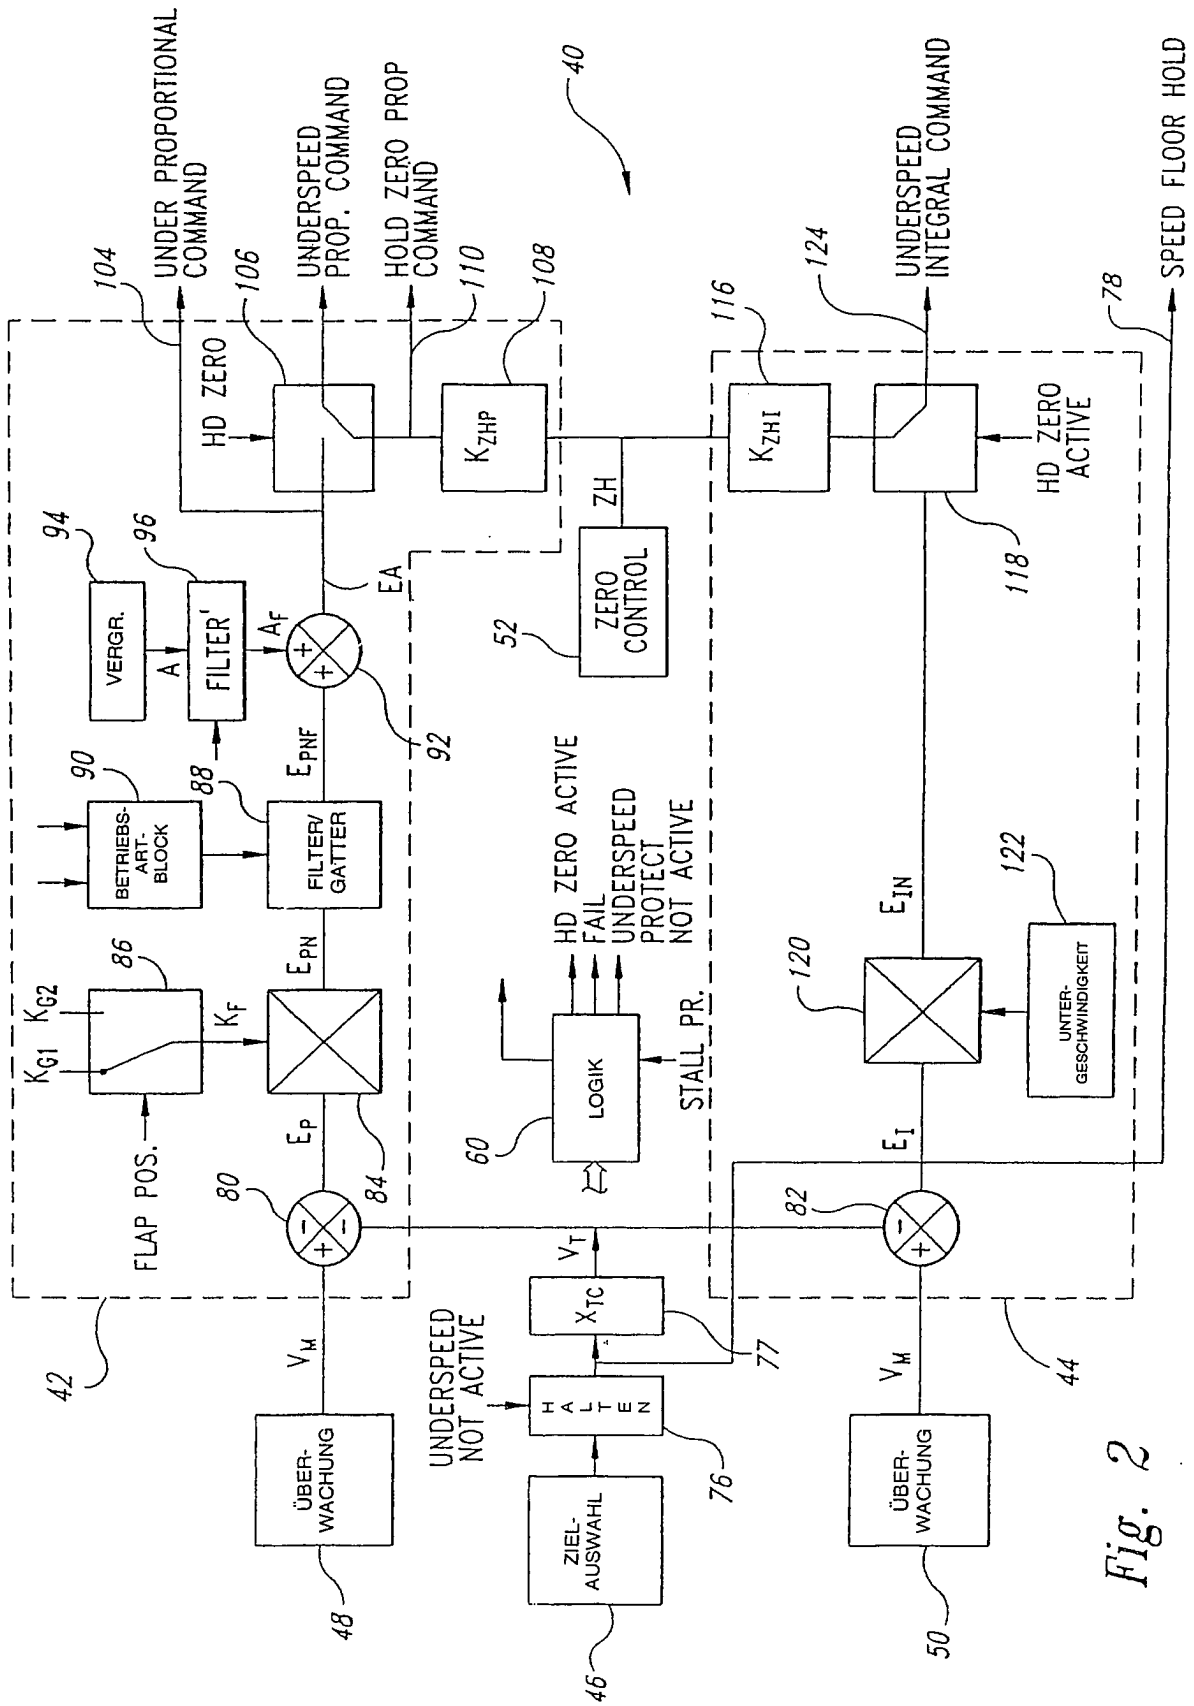 UNDER PROPORTIONAL
COMMAND
UNDERSPEED
PROP. COMMAND
HOLD ZERO PROP
COMMAND
104
106
110
108
40
HD ZERO
K_ZHP
94
VERGR.
A
96
FILTER'
A_F
+
+
92
EA
E_PNF
90
BETRIEBS-
ART-
BLOCK
88
FILTER/
GATTER
E_PN
K_G1
K_G2
86
K_F
FLAP POS.
84
E_P
80
−
+
−
42
V_M
48
ÜBER-
WACHUNG
ZH
52
ZERO
CONTROL
HD ZERO ACTIVE
FAIL
UNDERSPEED
PROTECT
NOT ACTIVE
60
LOGIK
STALL PR.
V_T
X_TC
77
UNDERSPEED
NOT ACTIVE
HALTEN
76
ZIEL-
AUSWAHL
46
116
K_ZHI
124
UNDERSPEED
INTEGRAL COMMAND
118
HD ZERO
ACTIVE
78
SPEED FLOOR HOLD
E_IN
120
122
UNTER-
GESCHWINDIGKEIT
E_I
82
−
+
44
V_M
50
ÜBER-
WACHUNG
Fig. 2